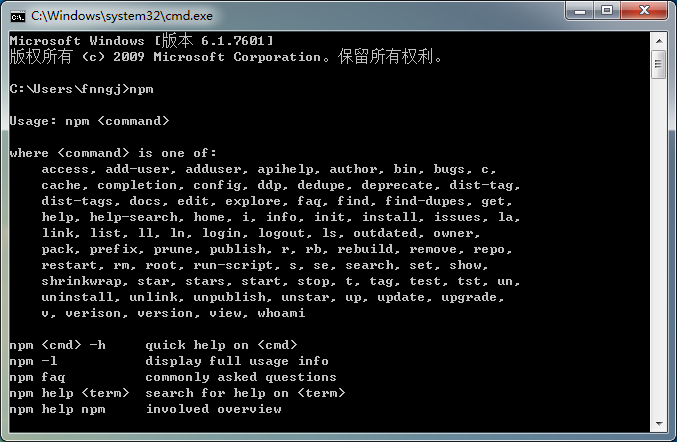 C:\Windows\system32\cmd.exe
Microsoft Windows [版本 6.1.7601]
版权所有 (c) 2009 Microsoft Corporation。保留所有权利。
C:\Users\fnngj>npm
Usage: npm <command>
where <command> is one of:
    access, add-user, adduser, apihelp, author, bin, bugs, c,
    cache, completion, config, ddp, dedupe, deprecate, dist-tag,
    dist-tags, docs, edit, explore, faq, find, find-dupes, get,
    help, help-search, home, i, info, init, install, issues, la,
    link, list, ll, ln, login, logout, ls, outdated, owner,
    pack, prefix, prune, publish, r, rb, rebuild, remove, repo,
    restart, rm, root, run-script, s, se, search, set, show,
    shrinkwrap, star, stars, start, stop, t, tag, test, tst, un,
    uninstall, unlink, unpublish, unstar, up, update, upgrade,
    v, verison, version, view, whoami
npm <cmd> -h     quick help on <cmd>
npm -l           display full usage info
npm faq          commonly asked questions
npm help <term>  search for help on <term>
npm help npm     involved overview